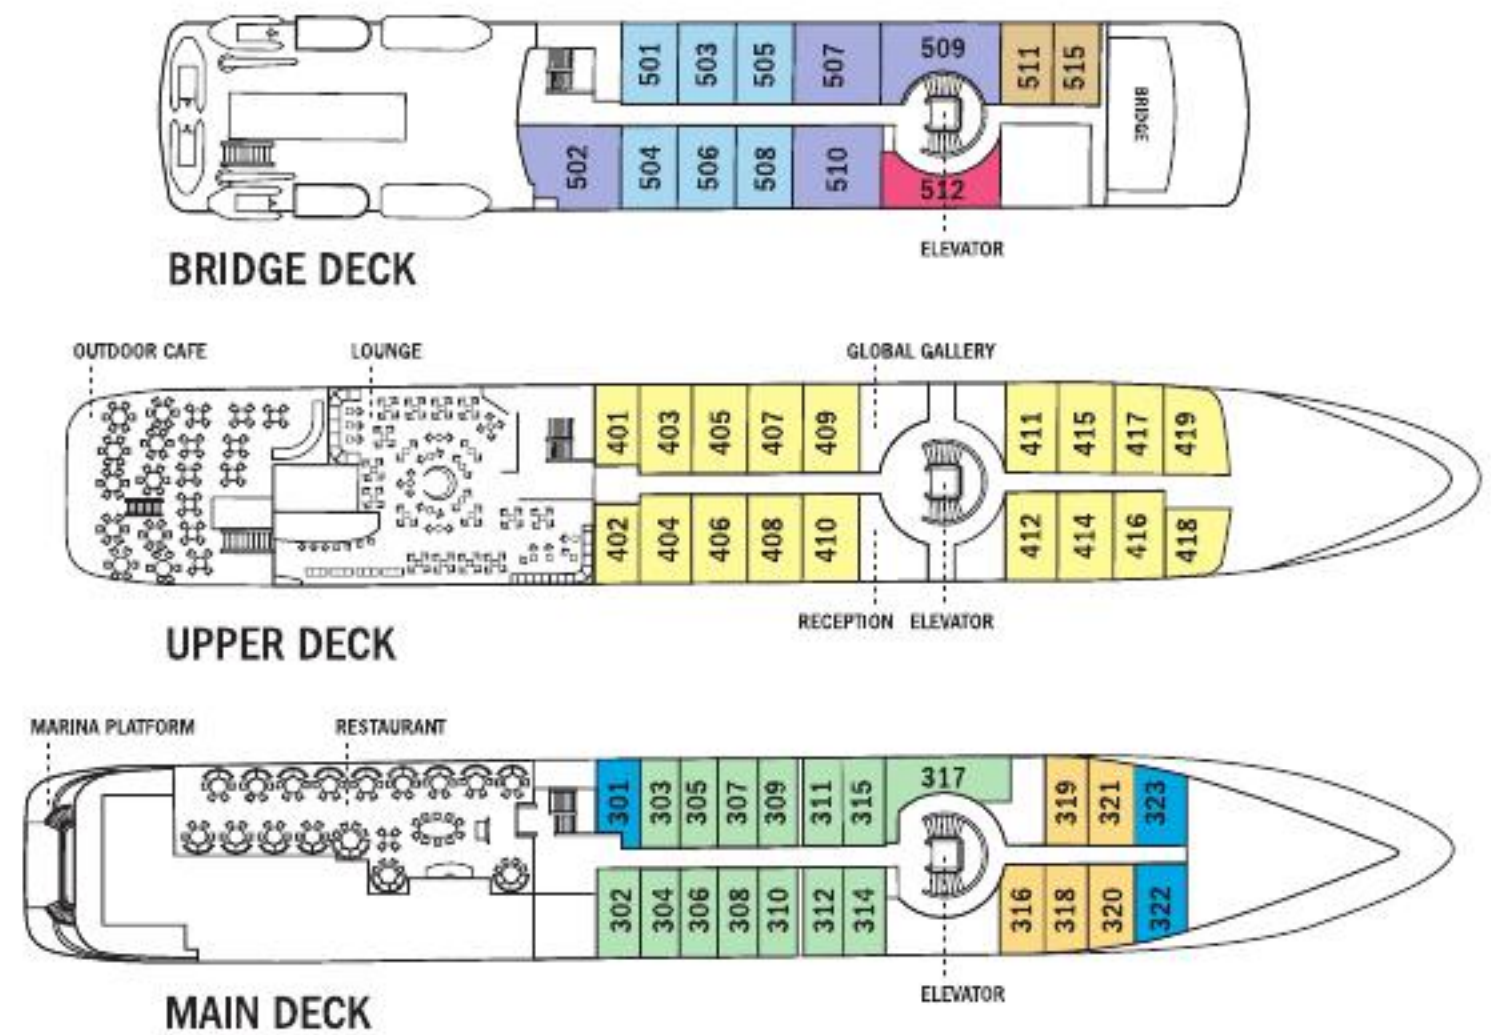 501 503 505 507 509 511 515
BRIDGE
502 504 506 508 510 512
ELEVATOR
BRIDGE DECK
OUTDOOR CAFE LOUNGE GLOBAL GALLERY
401 403 405 407 409 411 415 417 419
402 404 406 408 410 412 414 416 418
RECEPTION ELEVATOR
UPPER DECK
MARINA PLATFORM RESTAURANT
301 303 305 307 309 311 315 317 319 321 323
302 304 306 308 310 312 314 316 318 320 322
ELEVATOR
MAIN DECK